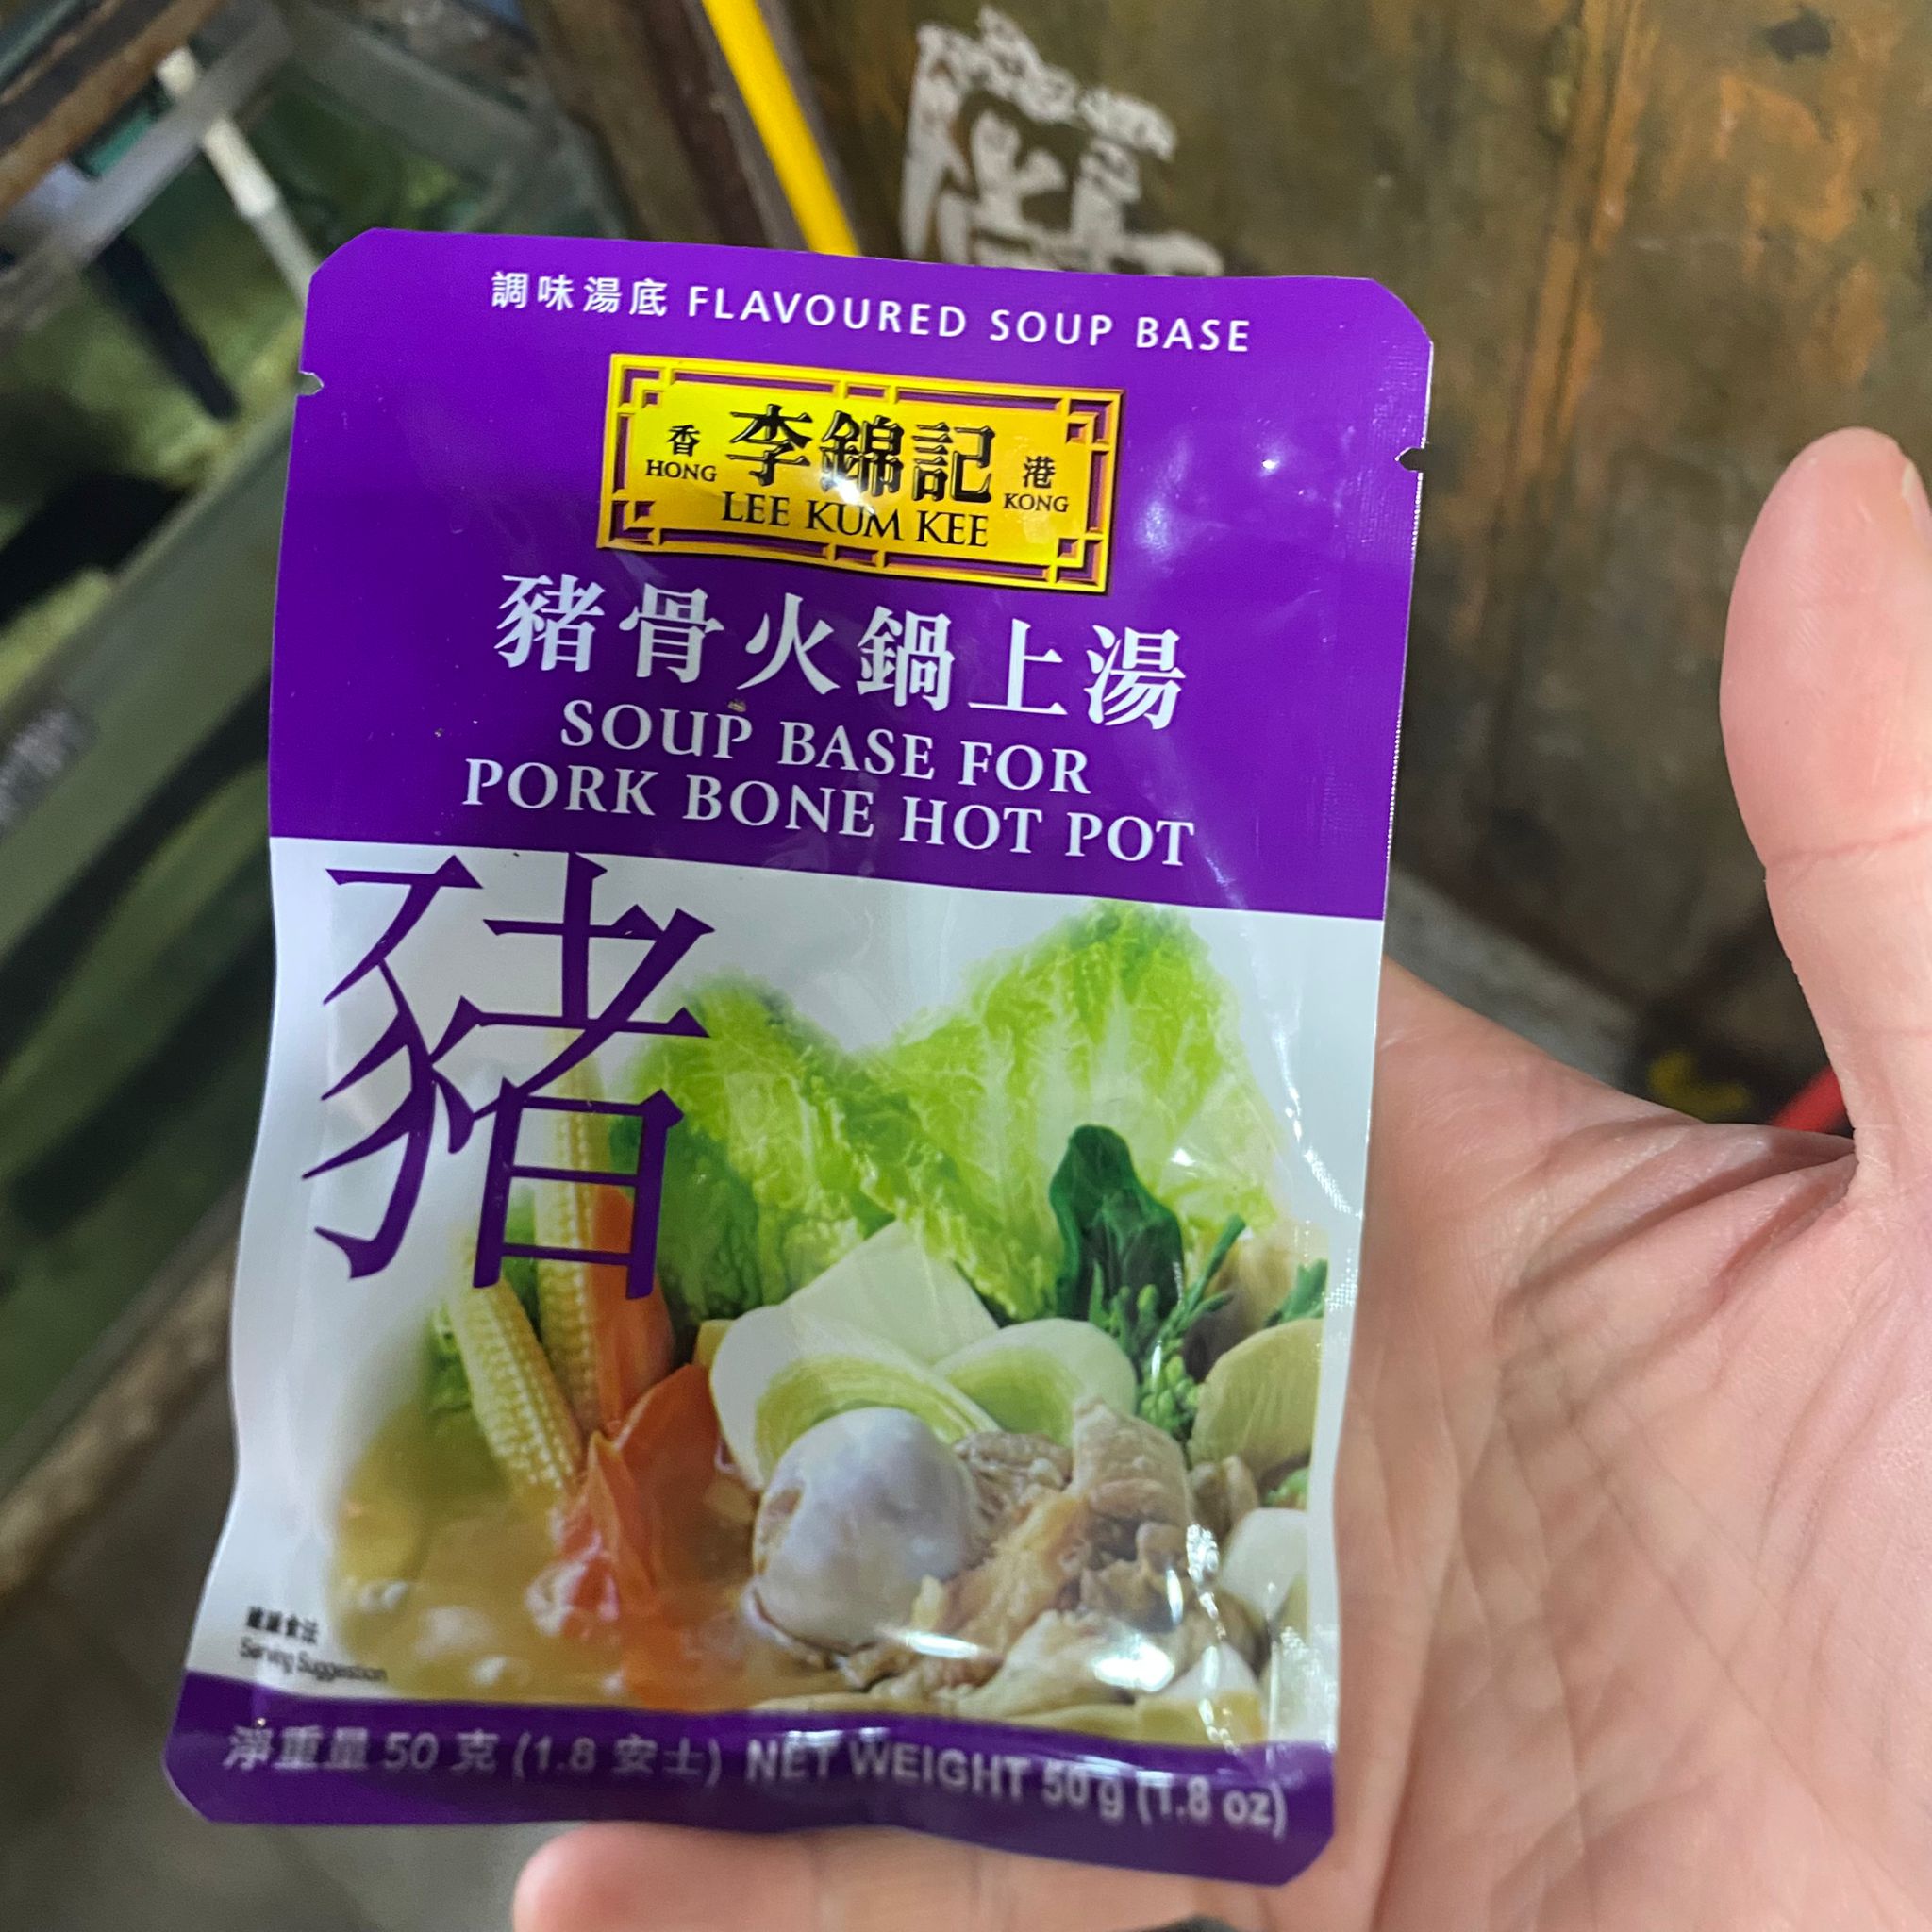 調味湯底 FLAVOURED SOUP BASE
香 李錦記 港
HONG LEE KUM KEE KONG
豬骨火鍋上湯
SOUP BASE FOR
PORK BONE HOT POT
豬
建議食法
Serving Suggestion
淨重量 50 克 (1.8 安士) NET WEIGHT 50 g (1.8 oz)